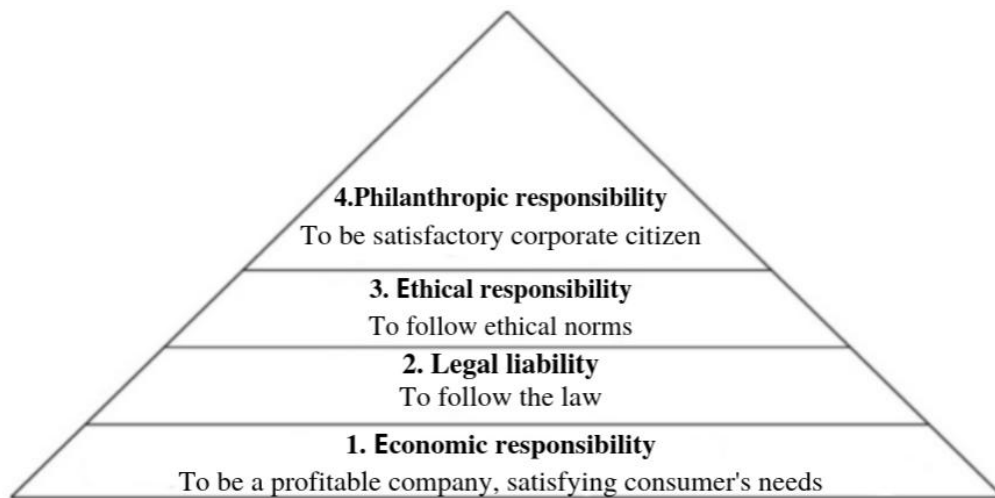 4.Philanthropic responsibility
To be satisfactory corporate citizen
3. Ethical responsibility
To follow ethical norms
2. Legal liability
To follow the law
1. Economic responsibility
To be a profitable company, satisfying consumer's needs